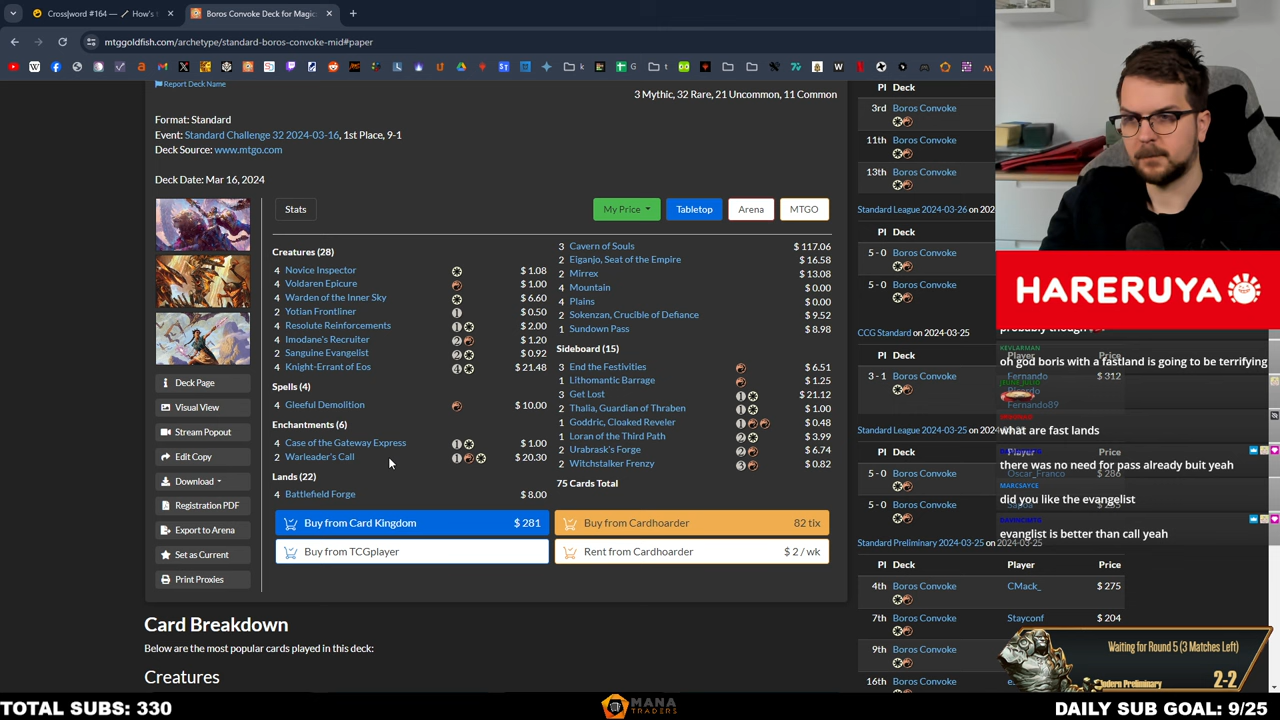 Cross|word #164 — 🖊 How's t
Boros Convoke Deck for Magic
mtggoldfish.com/archetype/standard-boros-convoke-mid#paper
Report Deck Name
3 Mythic, 32 Rare, 21 Uncommon, 11 Common
Format: Standard
Event: Standard Challenge 32 2024-03-16, 1st Place, 9-1
Deck Source: www.mtgo.com
Deck Date: Mar 16, 2024
Stats
My Price
Tabletop
Arena
MTGO
Creatures (28)
4 Novice Inspector $ 1.08
4 Voldaren Epicure $ 1.00
4 Warden of the Inner Sky $ 6.60
2 Yotian Frontliner $ 0.50
4 Resolute Reinforcements $ 2.00
4 Imodane's Recruiter $ 1.20
2 Sanguine Evangelist $ 0.92
4 Knight-Errant of Eos $ 21.48
Spells (4)
4 Gleeful Demolition $ 10.00
Enchantments (6)
4 Case of the Gateway Express $ 1.00
2 Warleader's Call $ 20.30
Lands (22)
4 Battlefield Forge $ 8.00
3 Cavern of Souls $ 117.06
2 Eiganjo, Seat of the Empire $ 16.58
2 Mirrex $ 13.08
4 Mountain $ 0.00
4 Plains $ 0.00
2 Sokenzan, Crucible of Defiance $ 9.52
1 Sundown Pass $ 8.98
Sideboard (15)
3 End the Festivities $ 6.51
1 Lithomantic Barrage $ 1.25
3 Get Lost $ 21.12
2 Thalia, Guardian of Thraben $ 1.00
1 Goddric, Cloaked Reveler $ 0.48
1 Loran of the Third Path $ 3.99
2 Urabrask's Forge $ 6.74
2 Witchstalker Frenzy $ 0.82
75 Cards Total
Deck Page
Visual View
Stream Popout
Edit Copy
Download
Registration PDF
Export to Arena
Set as Current
Print Proxies
Buy from Card Kingdom $ 281
Buy from Cardhoarder 82 tix
Buy from TCGplayer
Rent from Cardhoarder $ 2 / wk
Card Breakdown
Below are the most popular cards played in this deck:
Creatures
Pl Deck
3rd Boros Convoke
11th Boros Convoke
13th Boros Convoke
Standard League 2024-03-26 on 202
Pl Deck
5-0 Boros Convoke
5-0 Boros Convoke
CCG Standard on 2024-03-25
Pl Deck Player Price
3-1 Boros Convoke Fernando $ 312
Fernando89
Standard League 2024-03-25 on 2024-03-25
Pl Deck Player Price
5-0 Boros Convoke Oscar_Franco $ 286
5-0 Boros Convoke
Standard Preliminary 2024-03-25 on 2024-03-25
Pl Deck Player Price
4th Boros Convoke CMack_ $ 275
7th Boros Convoke Stayconf $ 204
9th Boros Convoke
16th Boros Convoke
HARERUYA
probably though
KEVLARMAN
oh god boris with a fastland is going to be terrifying
what are fast lands
there was no need for pass already buit yeah
MARCSAYCE
did you like the evangelist
evanglist is better than call yeah
Waiting for Round 5 (3 Matches Left)
Modern Preliminary
2-2
TOTAL SUBS: 330
MANA
TRADERS
DAILY SUB GOAL: 9/25